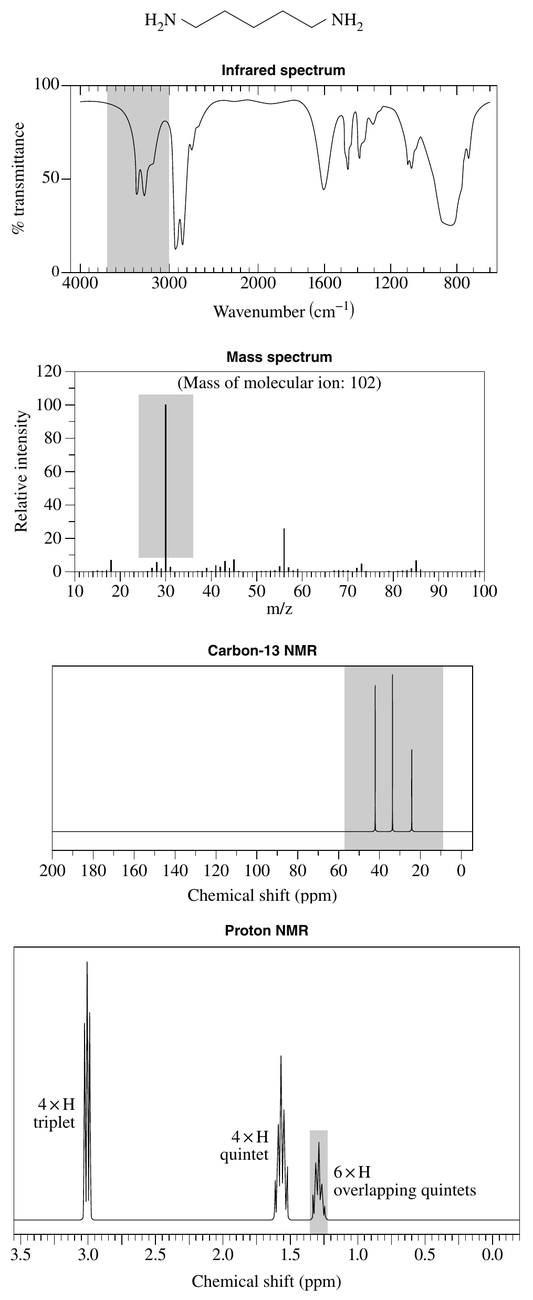 H₂N NH₂
Infrared spectrum
100
50
0
% transmittance
4000 3000 2000 1600 1200 800
Wavenumber (cm⁻¹)
Mass spectrum
(Mass of molecular ion: 102)
120
100
80
60
40
20
0
Relative intensity
10 20 30 40 50 60 70 80 90 100
m/z
Carbon-13 NMR
200 180 160 140 120 100 80 60 40 20 0
Chemical shift (ppm)
Proton NMR
4×H
triplet
4×H
quintet
6×H
overlapping quintets
3.5 3.0 2.5 2.0 1.5 1.0 0.5 0.0
Chemical shift (ppm)